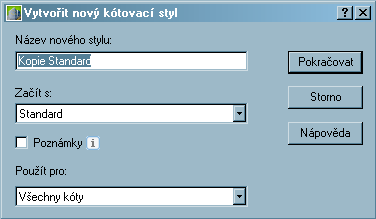 Vytvořit nový kótovací styl
Název nového stylu:
Kopie Standard
Pokračovat
Začít s:
Storno
Standard
Nápověda
Poznámky
Použít pro:
Všechny kóty